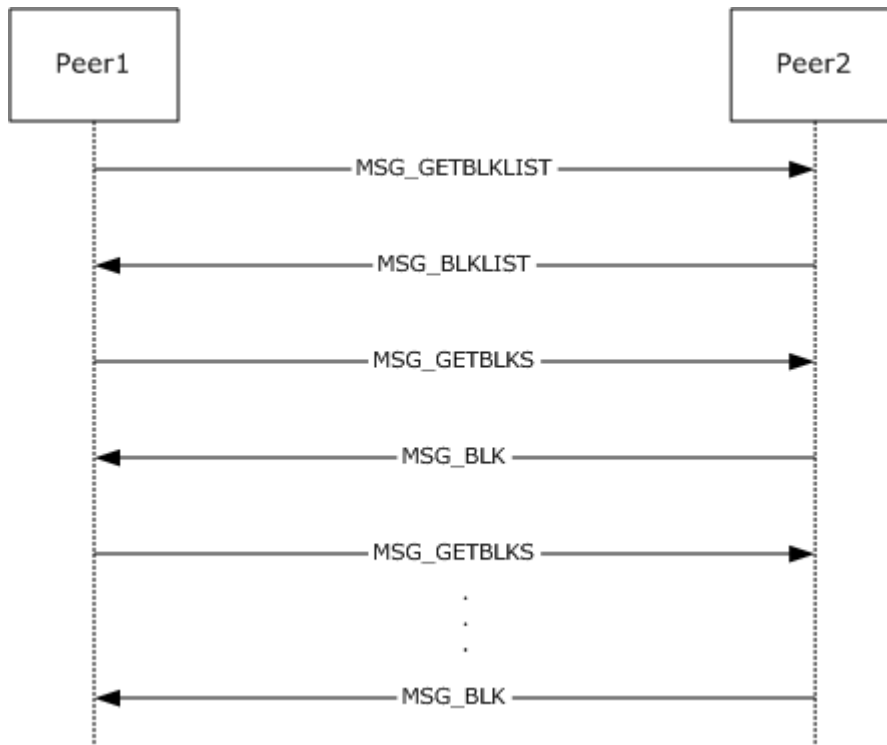 Peer1
Peer2
MSG_GETBLKLIST
MSG_BLKLIST
MSG_GETBLKS
MSG_BLK
MSG_GETBLKS
.
.
.
MSG_BLK